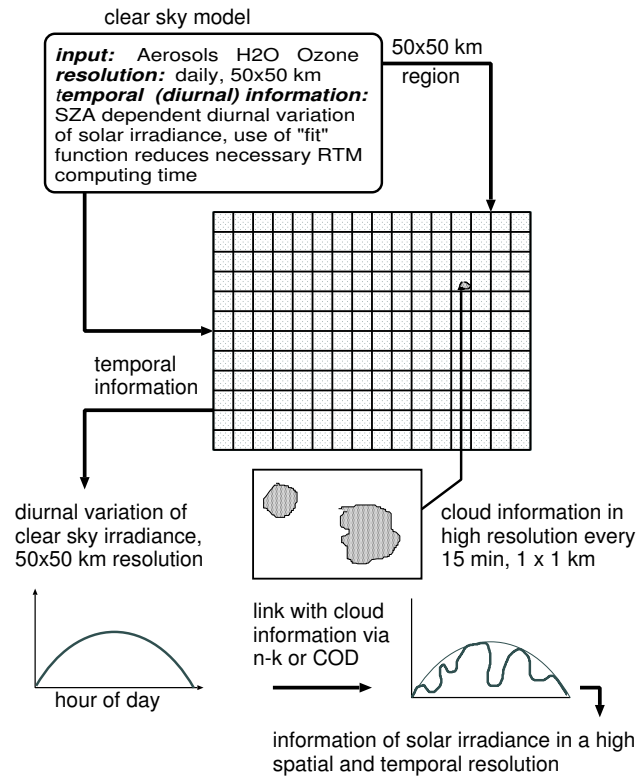 clear sky model
input: Aerosols H2O Ozone
resolution: daily, 50x50 km
temporal (diurnal) information:
SZA dependent diurnal variation
of solar irradiance, use of "fit"
function reduces necessary RTM
computing time
50x50 km
region
temporal
information
diurnal variation of
clear sky irradiance,
50x50 km resolution
cloud information in
high resolution every
15 min, 1 x 1 km
link with cloud
information via
n-k or COD
hour of day
information of solar irradiance in a high
spatial and temporal resolution